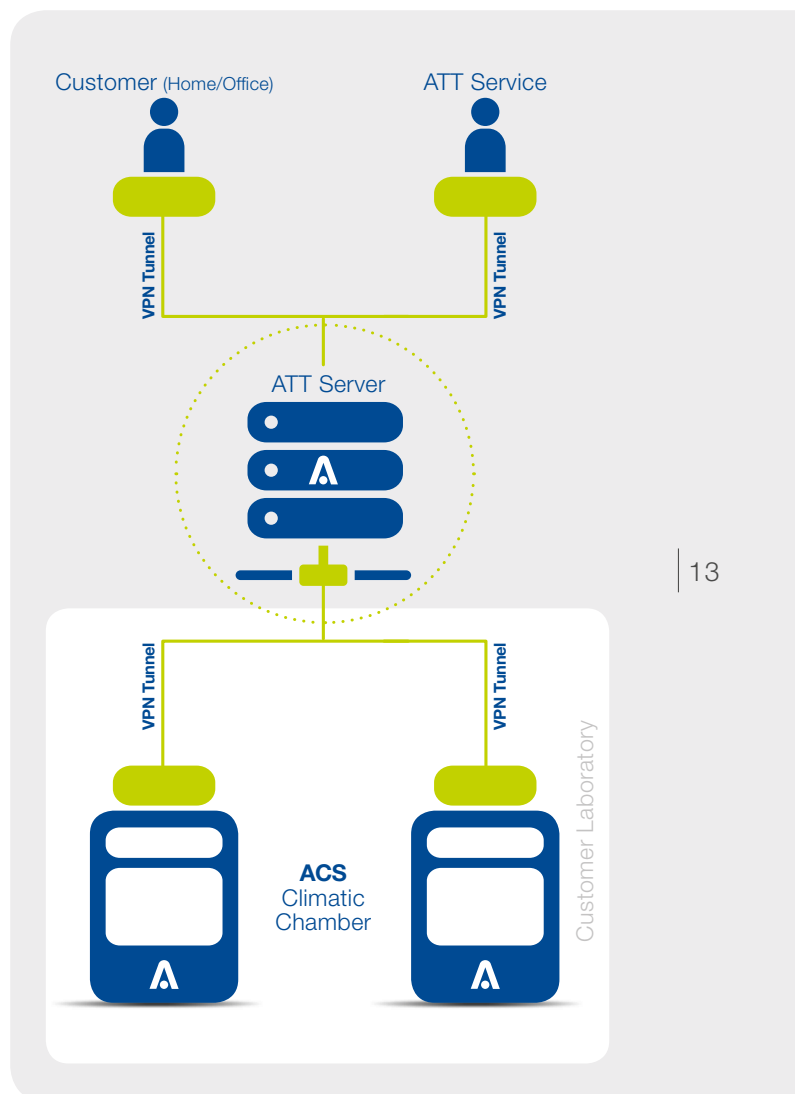 Customer (Home/Office)
ATT Service
VPN Tunnel
VPN Tunnel
ATT Server
13
VPN Tunnel
VPN Tunnel
Customer Laboratory
ACS
Climatic
Chamber